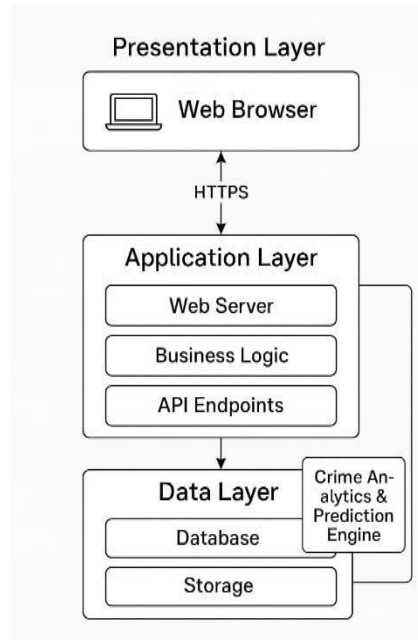 Presentation Layer
Web Browser
HTTPS
Application Layer
Web Server
Business Logic
API Endpoints
Data Layer
Database
Storage
Crime An-
alytics &
Prediction
Engine